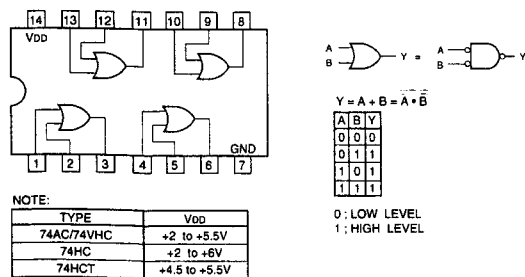 14 13 12 11 10 9 8
VDD
GND
1 2 3 4 5 6 7
A
B
Y
=
A
B
Y
Y = A + B = A̅ • B̅
A B Y
0 0 0
0 1 1
1 0 1
1 1 1
0 ; LOW LEVEL
1 ; HIGH LEVEL
NOTE:
TYPE VDD
74AC/74VHC +2 to +5.5V
74HC +2 to +6V
74HCT +4.5 to +5.5V